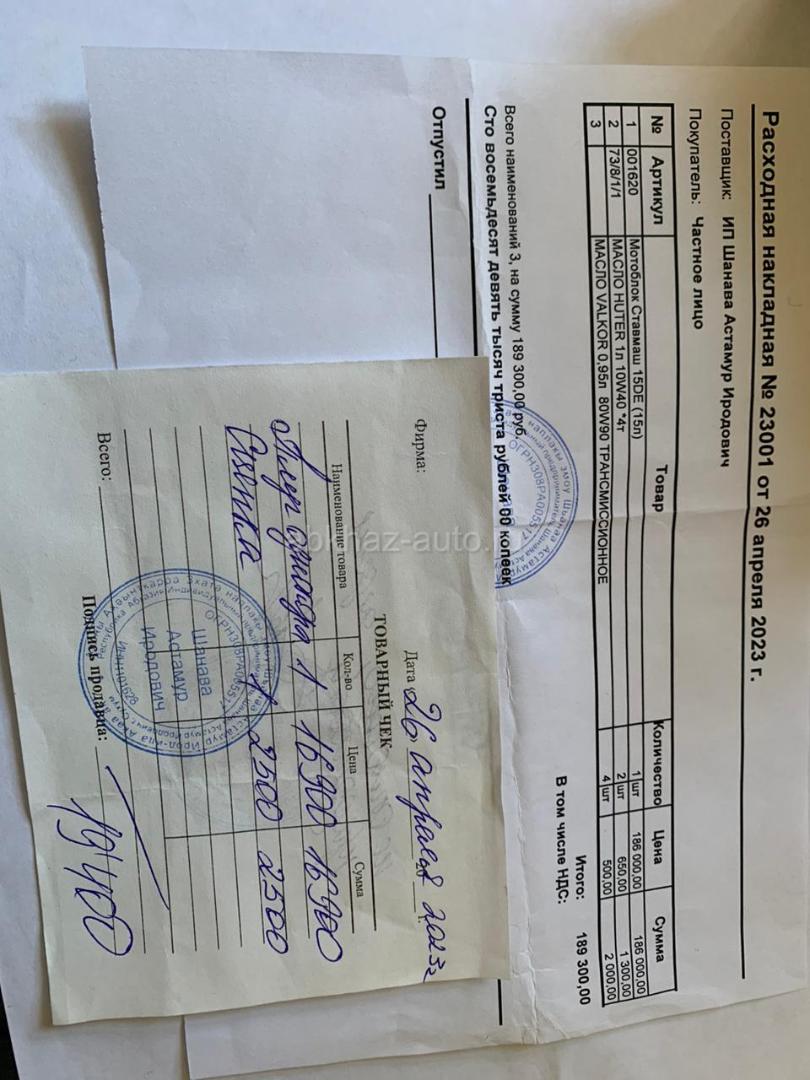 Расходная накладная № 23001 от 26 апреля 2023 г.
Поставщик: ИП Шанава Астамур Иродович
Покупатель: Частное лицо
№ Артикул Товар Количество Цена Сумма
1 001620 Мотоблок Ставмаш 15DE (15л) 1 шт 186 000,00 186 000,00
2 73/8/1/1 МАСЛО HUTER 1л 10W40 *4т 2 шт 650,00 1 300,00
3 МАСЛО VALKOR 0,95л 80W90 ТРАНСМИССИОННОЕ 4 шт 500,00 2 000,00
Итого: 189 300,00
В том числе НДС:
Всего наименований 3, на сумму 189 300,00 руб.
Сто восемьдесят девять тысяч триста рублей 00 копеек
Отпустил
Фирма:
Дата 26 апреля 2023г
ТОВАРНЫЙ ЧЕК
Наименование товара Кол-во Цена Сумма
1 16900 16900
Сцепка 1 2500 2500
Всего: 19400
Подпись продавца:
Шанава
Астамур
Иродович
ОГРН308РА005517
abkhaz-auto.